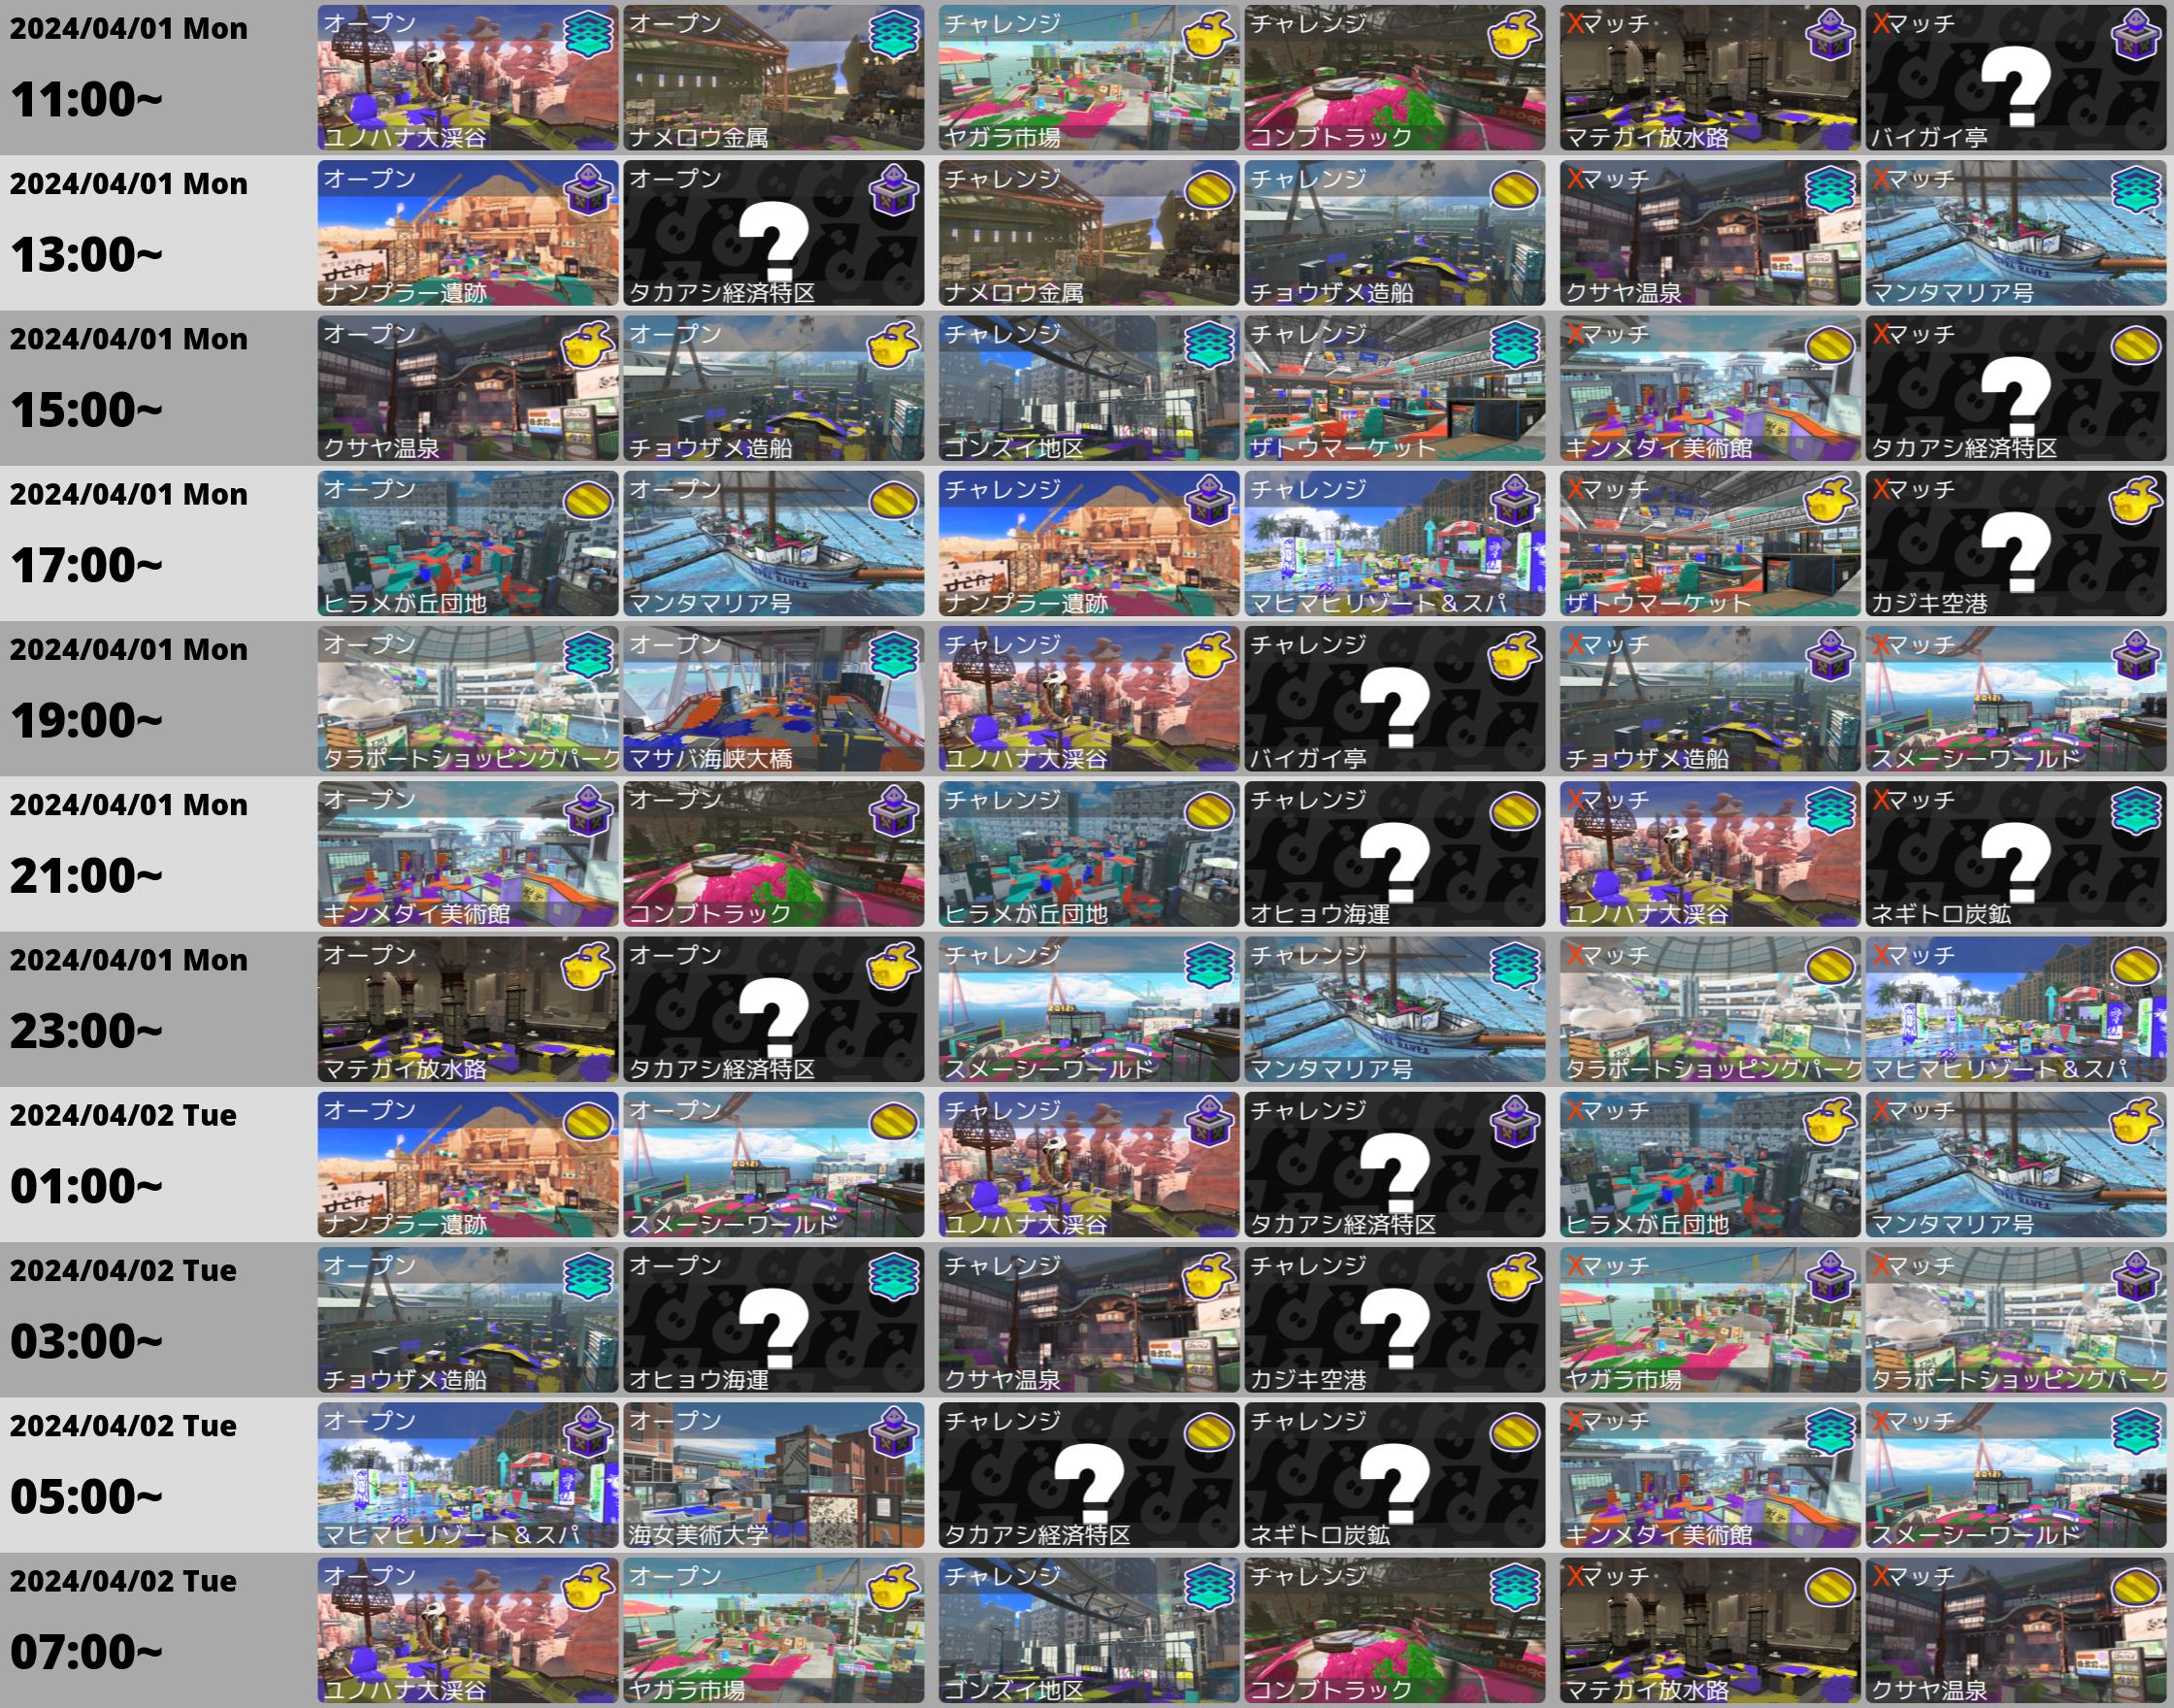 2024/04/01 Mon
11:00~
オープン
ユノハナ大渓谷
オープン
ナメロウ金属
チャレンジ
ヤガラ市場
チャレンジ
コンブトラック
Xマッチ
マテガイ放水路
Xマッチ
?
バイガイ亭
2024/04/01 Mon
13:00~
オープン
ナンプラー遺跡
オープン
?
タカアシ経済特区
チャレンジ
ナメロウ金属
チャレンジ
チョウザメ造船
Xマッチ
クサヤ温泉
Xマッチ
マンタマリア号
2024/04/01 Mon
15:00~
オープン
クサヤ温泉
オープン
チョウザメ造船
チャレンジ
ゴンズイ地区
チャレンジ
ザトウマーケット
Xマッチ
キンメダイ美術館
Xマッチ
?
タカアシ経済特区
2024/04/01 Mon
17:00~
オープン
ヒラメが丘団地
オープン
マンタマリア号
チャレンジ
ナンプラー遺跡
チャレンジ
マヒマヒリゾート&スパ
Xマッチ
ザトウマーケット
Xマッチ
?
カジキ空港
2024/04/01 Mon
19:00~
オープン
タラポートショッピングパーク
オープン
マサバ海峡大橋
チャレンジ
ユノハナ大渓谷
チャレンジ
?
バイガイ亭
Xマッチ
チョウザメ造船
Xマッチ
スメーシーワールド
2024/04/01 Mon
21:00~
オープン
キンメダイ美術館
オープン
コンブトラック
チャレンジ
ヒラメが丘団地
チャレンジ
?
オヒョウ海運
Xマッチ
ユノハナ大渓谷
Xマッチ
?
ネギトロ炭鉱
2024/04/01 Mon
23:00~
オープン
マテガイ放水路
オープン
?
タカアシ経済特区
チャレンジ
スメーシーワールド
チャレンジ
マンタマリア号
Xマッチ
タラポートショッピングパーク
Xマッチ
マヒマヒリゾート&スパ
2024/04/02 Tue
01:00~
オープン
ナンプラー遺跡
オープン
スメーシーワールド
チャレンジ
ユノハナ大渓谷
チャレンジ
?
タカアシ経済特区
Xマッチ
ヒラメが丘団地
Xマッチ
マンタマリア号
2024/04/02 Tue
03:00~
オープン
チョウザメ造船
オープン
?
オヒョウ海運
チャレンジ
クサヤ温泉
チャレンジ
?
カジキ空港
Xマッチ
ヤガラ市場
Xマッチ
タラポートショッピングパーク
2024/04/02 Tue
05:00~
オープン
マヒマヒリゾート&スパ
オープン
海女美術大学
チャレンジ
?
タカアシ経済特区
チャレンジ
?
ネギトロ炭鉱
Xマッチ
キンメダイ美術館
Xマッチ
スメーシーワールド
2024/04/02 Tue
07:00~
オープン
ユノハナ大渓谷
オープン
ヤガラ市場
チャレンジ
ゴンズイ地区
チャレンジ
コンブトラック
Xマッチ
マテガイ放水路
Xマッチ
クサヤ温泉